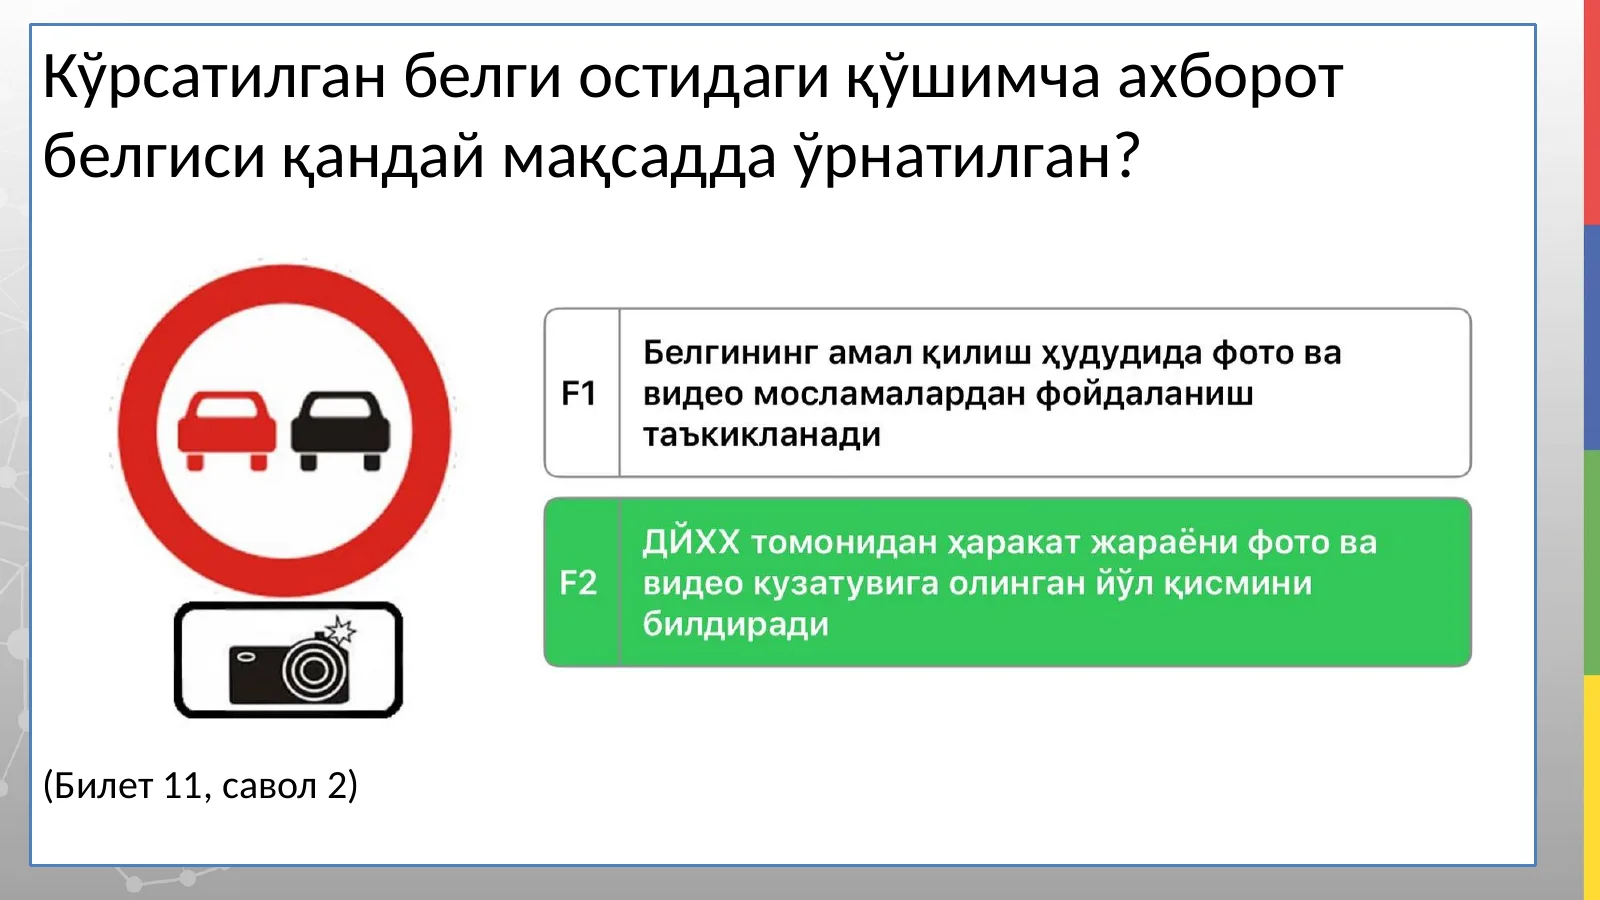 Кўрсатилган белги остидаги қўшимча ахборот
белгиси қандай мақсадда ўрнатилган?
F1
Белгининг амал қилиш ҳудудида фото ва
видео мосламалардан фойдаланиш
таъкикланади
F2
ДЙХХ томонидан ҳаракат жараёни фото ва
видео кузатувига олинган йўл қисмини
билдиради
(Билет 11, савол 2)